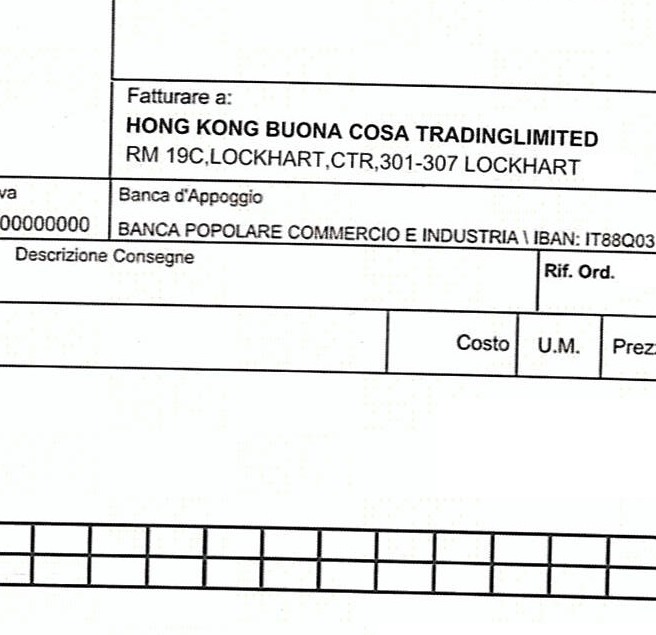 Fatturare a:
HONG KONG BUONA COSA TRADINGLIMITED
RM 19C,LOCKHART,CTR,301-307 LOCKHART
va Banca d'Appoggio
00000000 BANCA POPOLARE COMMERCIO E INDUSTRIA \ IBAN: IT88Q03
Descrizione Consegne Rif. Ord.
Costo U.M. Prez